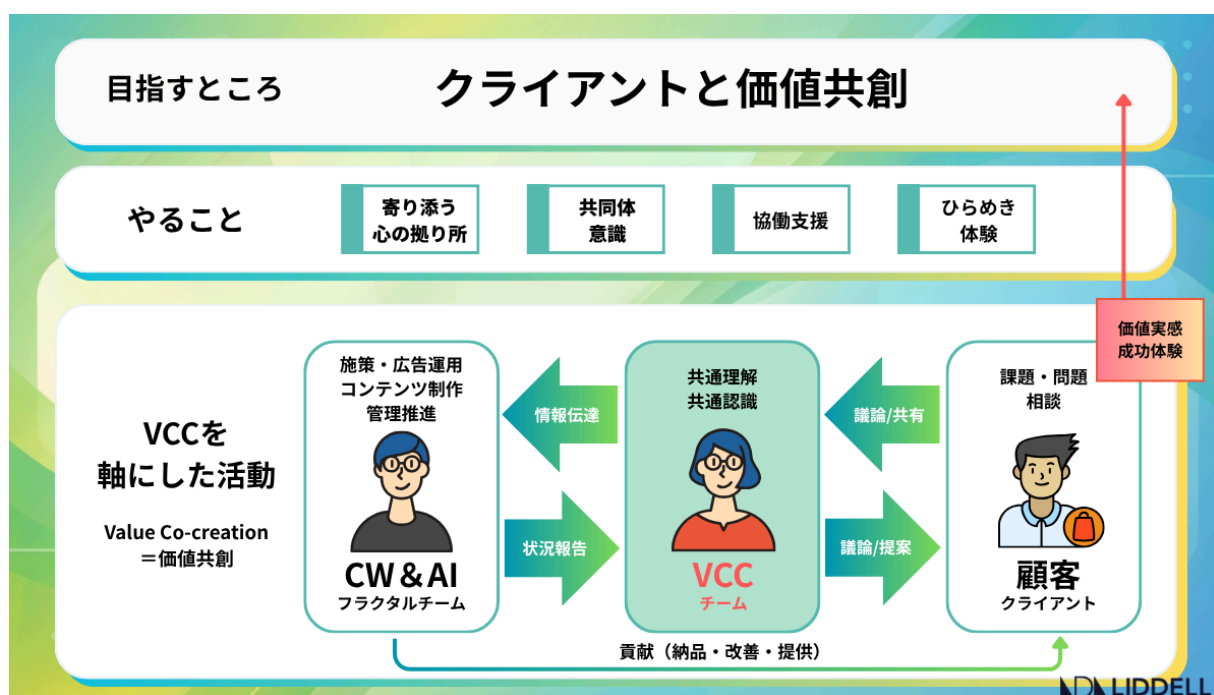 目指すところ
クライアントと価値共創
やること
寄り添う
心の拠り所
共同体
意識
協働支援
ひらめき
体験
価値実感
成功体験
VCCを
軸にした活動
Value Co-creation
＝価値共創
施策・広告運用
コンテンツ制作
管理推進
CW＆AI
フラクタルチーム
情報伝達
状況報告
共通理解
共通認識
VCC
チーム
議論/共有
議論/提案
課題・問題
相談
顧客
クライアント
貢献（納品・改善・提供）
LIDDELL